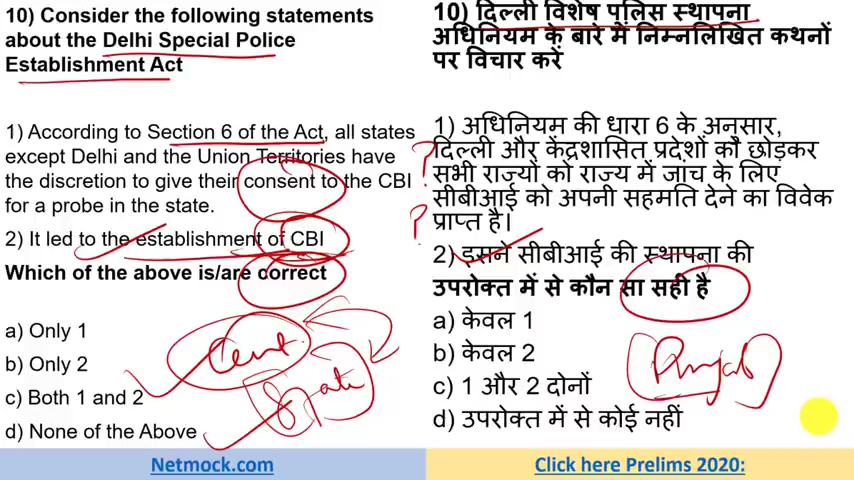 10) Consider the following statements
about the Delhi Special Police
Establishment Act
1) According to Section 6 of the Act, all states
except Delhi and the Union Territories have
the discretion to give their consent to the CBI
for a probe in the state.
2) It led to the establishment of CBI
Which of the above is/are correct
a) Only 1
b) Only 2
c) Both 1 and 2
d) None of the Above
Cent.
State
Netmock.com
10) दिल्ली विशेष पुलिस स्थापना
अधिनियम के बारे में निम्नलिखित कथनों
पर विचार करें
1) अधिनियम की धारा 6 के अनुसार,
दिल्ली और केंद्रशासित प्रदेशों को छोड़कर
सभी राज्यों को राज्य में जांच के लिए
सीबीआई को अपनी सहमति देने का विवेक
प्राप्त है।
2) इसने सीबीआई की स्थापना की
उपरोक्त में से कौन सा सही है
a) केवल 1
b) केवल 2
c) 1 और 2 दोनों
d) उपरोक्त में से कोई नहीं
Punjab
Click here Prelims 2020: